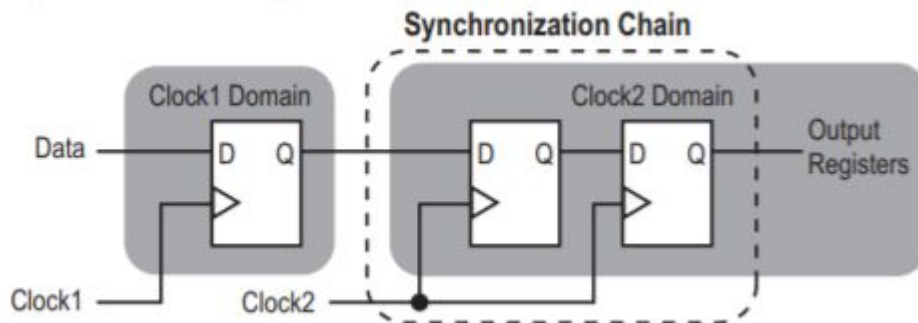 Synchronization Chain
Clock1 Domain
Clock2 Domain
Data
D
Q
D
Q
D
Q
Output
Registers
Clock1
Clock2